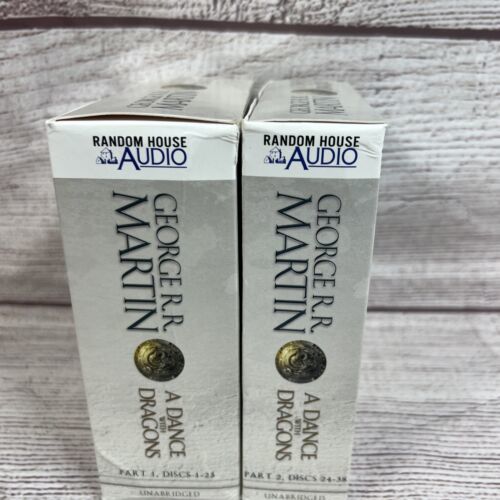 RANDOM HOUSE
AUDIO
GEORGE R.R.
MARTIN
A DANCE
WITH
DRAGONS
PART 1, DISCS 1-23
UNABRIDGED
RANDOM HOUSE
AUDIO
GEORGE R.R.
MARTIN
A DANCE
WITH
DRAGONS
PART 2, DISCS 24-38
UNABRIDGED